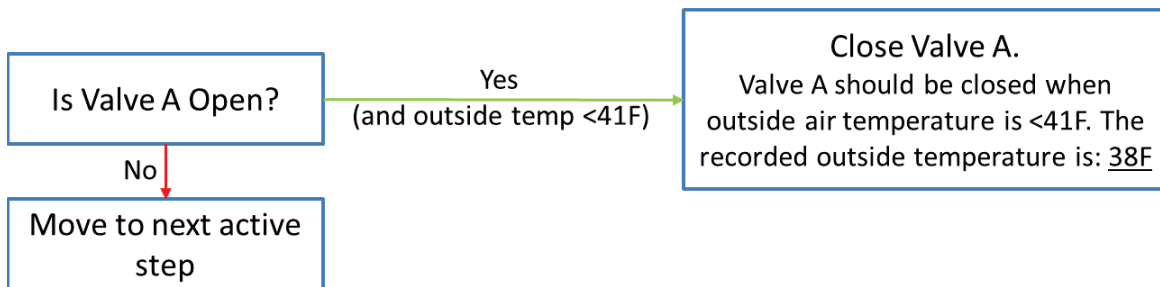 Is Valve A Open?
Yes
(and outside temp <41F)
Close Valve A.
Valve A should be closed when
outside air temperature is <41F. The
recorded outside temperature is: 38F
No
Move to next active
step